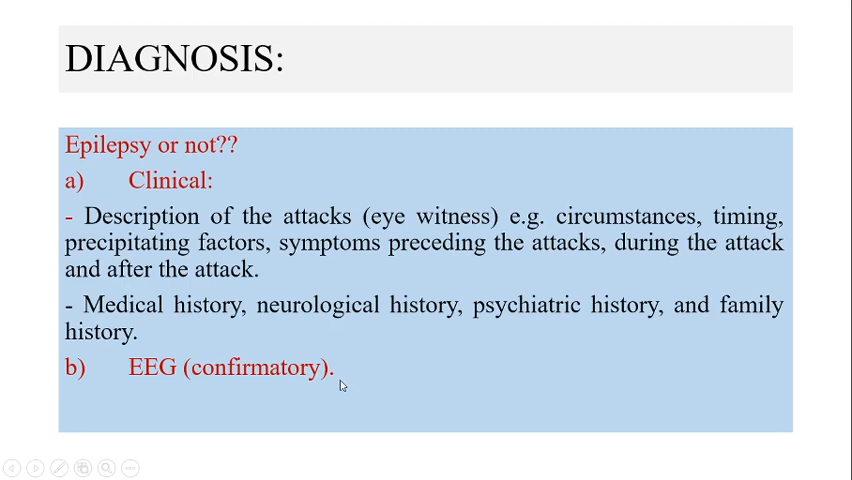 DIAGNOSIS:
Epilepsy or not??
a) Clinical:
- Description of the attacks (eye witness) e.g. circumstances, timing,
precipitating factors, symptoms preceding the attacks, during the attack
and after the attack.
- Medical history, neurological history, psychiatric history, and family
history.
b) EEG (confirmatory).